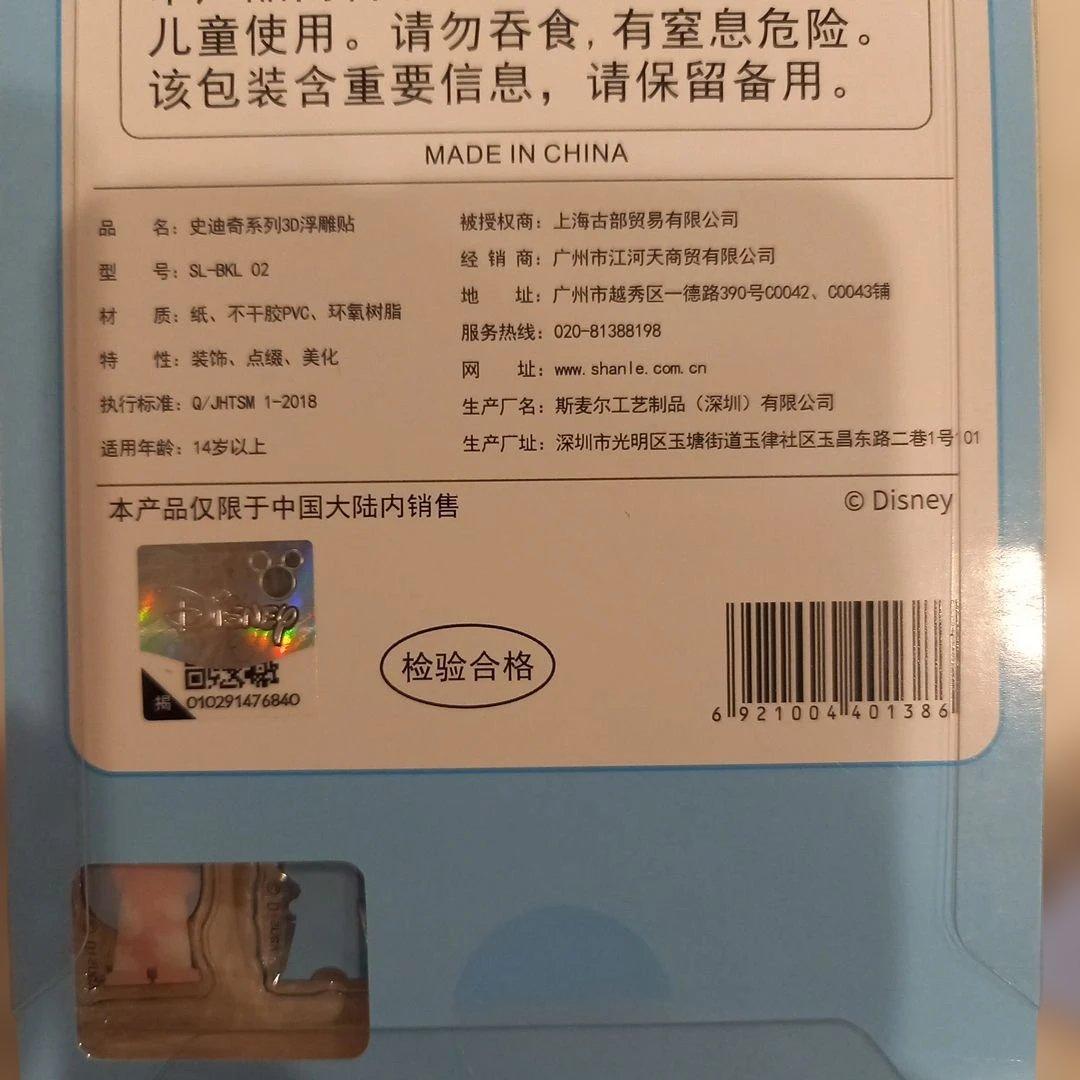 儿童使用。请勿吞食,有窒息危险。
该包装含重要信息，请保留备用。
MADE IN CHINA
品 名：史迪奇系列3D浮雕贴
型 号：SL-BKL 02
材 质：纸、不干胶PVC、环氧树脂
特 性：装饰、点缀、美化
执行标准：Q/JHTSM 1-2018
适用年龄：14岁以上
被授权商：上海古部贸易有限公司
经 销 商：广州市江河天商贸有限公司
地 址：广州市越秀区一德路390号C0042、C0043铺
服务热线：020-81388198
网 址：www.shanle.com.cn
生产厂名：斯麦尔工艺制品（深圳）有限公司
生产厂址：深圳市光明区玉塘街道玉律社区玉昌东路二巷1号101
本产品仅限于中国大陆内销售
© Disney
Disney
揭 010291476840
检验合格
6 921004 401386